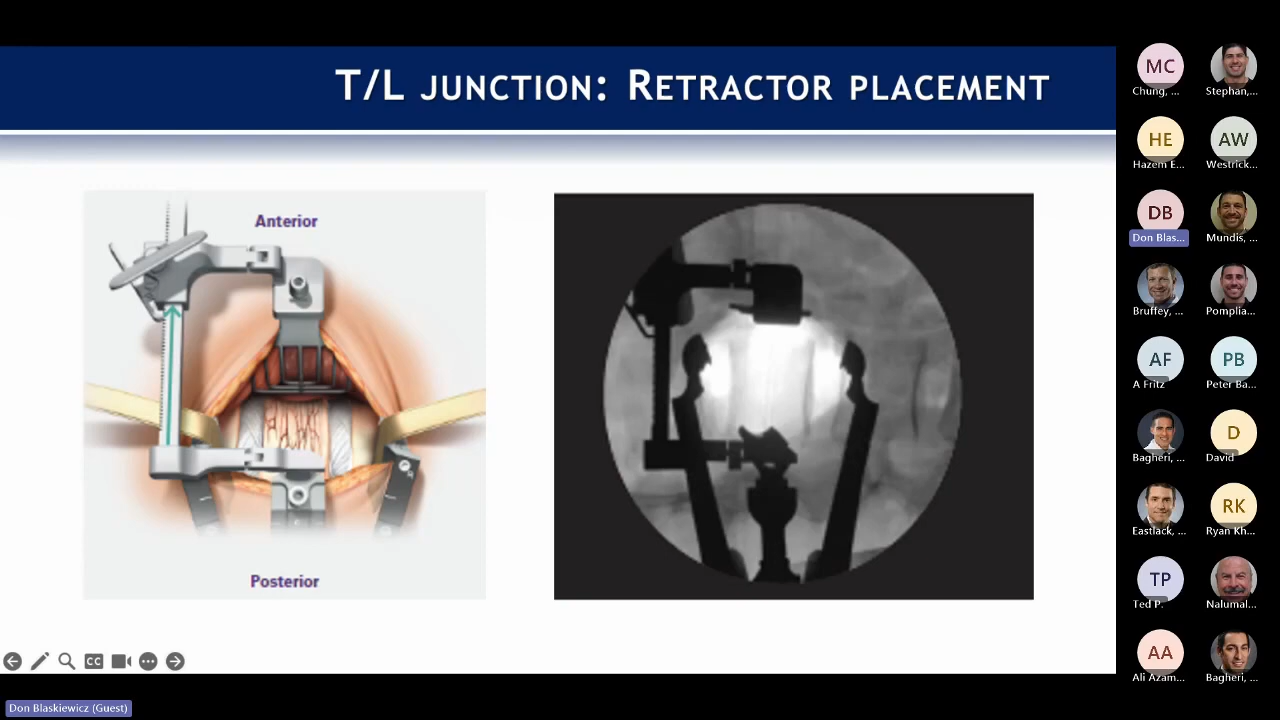 T/L JUNCTION: RETRACTOR PLACEMENT
Anterior
Posterior
CC
Don Blaskiewicz (Guest)
MC
Chung, ...
Stephan,...
HE
Hazem E...
AW
Westrick...
DB
Don Blas...
Mundis, ...
Bruffey, ...
Pomplia...
AF
A Fritz
PB
Peter Ba...
Bagheri, ...
D
David
Eastlack, ...
RK
Ryan Kh...
TP
Ted P.
Nalumal...
AA
Ali Azam...
Bagheri, ...